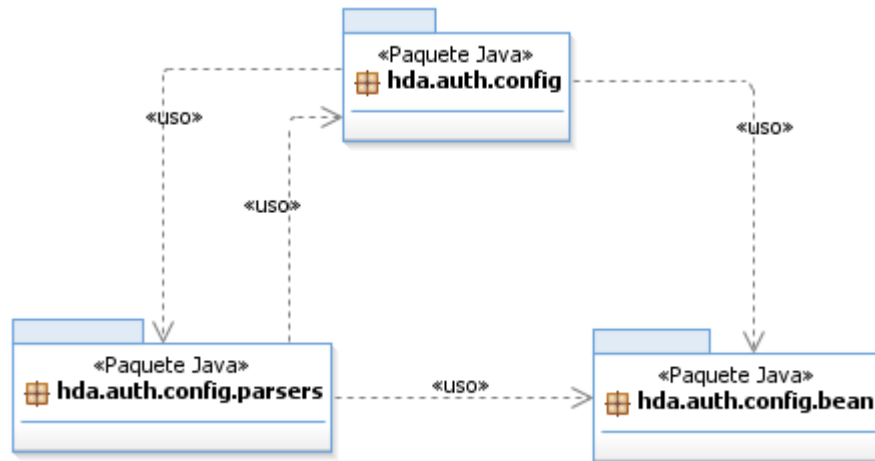 «Paquete Java»
hda.auth.config
«uso»
«uso»
«uso»
«Paquete Java»
hda.auth.config.parsers
«uso»
«Paquete Java»
hda.auth.config.bean